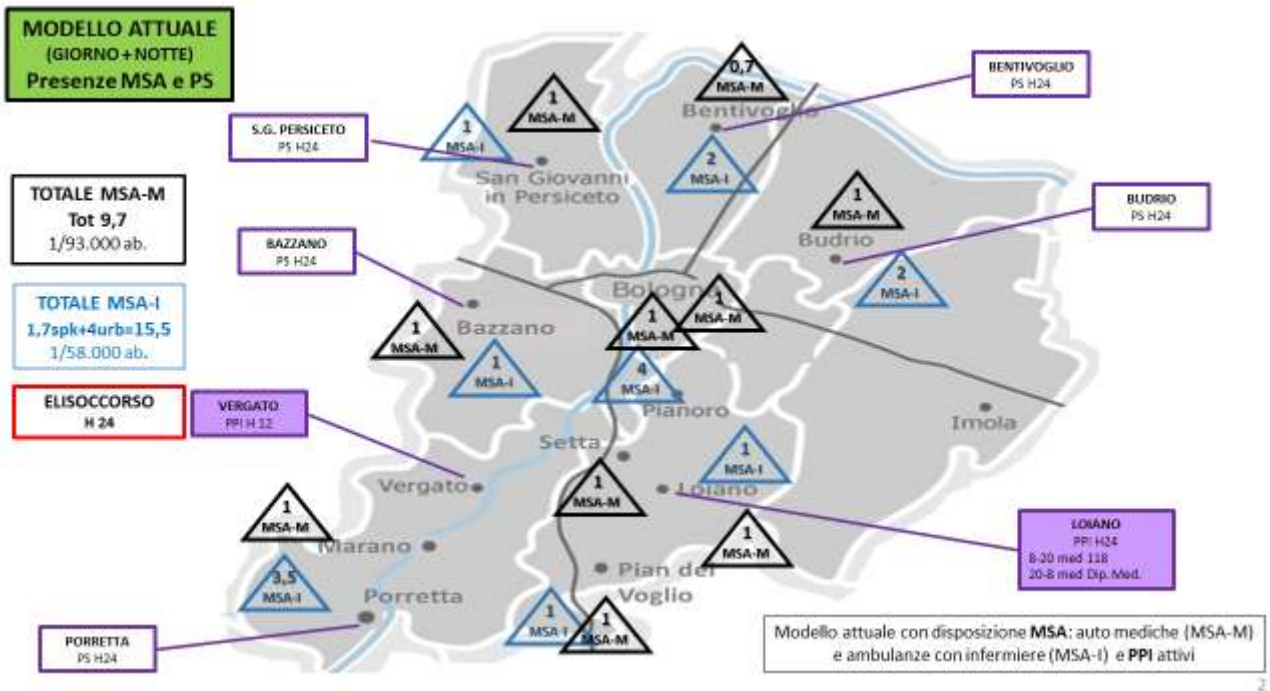 MODELLO ATTUALE
(GIORNO + NOTTE)
Presenze MSA e PS
TOTALE MSA-M
Tot 9,7
1/93.000 ab.
TOTALE MSA-I
1,7spk+4urb=15,5
1/58.000 ab.
ELISOCCORSO
H 24
S.G. PERSICETO
PS H24
BENTIVOGLIO
PS H24
BUDRIO
PS H24
BAZZANO
PS H24
VERGATO
PPI H 12
LOIANO
PPI H24
8-20 med 118
20-8 med Dip. Med.
PORRETTA
PS H24
1
MSA-M
1
MSA-I
San Giovanni
in Persiceto
0,7
MSA-M
Bentivoglio
2
MSA-I
1
MSA-M
Budrio
2
MSA-I
Bologna
1
MSA-M
1
MSA-M
4
MSA-I
Pianoro
1
MSA-M
Bazzano
1
MSA-I
Imola
Setta
1
MSA-I
Vergato
1
MSA-M
Loiano
1
MSA-M
1
MSA-M
Marano
3,5
MSA-I
Porretta
Pian del
Voglio
1
MSA-I
1
MSA-M
Modello attuale con disposizione MSA: auto mediche (MSA-M)
e ambulanze con infermiere (MSA-I) e PPI attivi
2